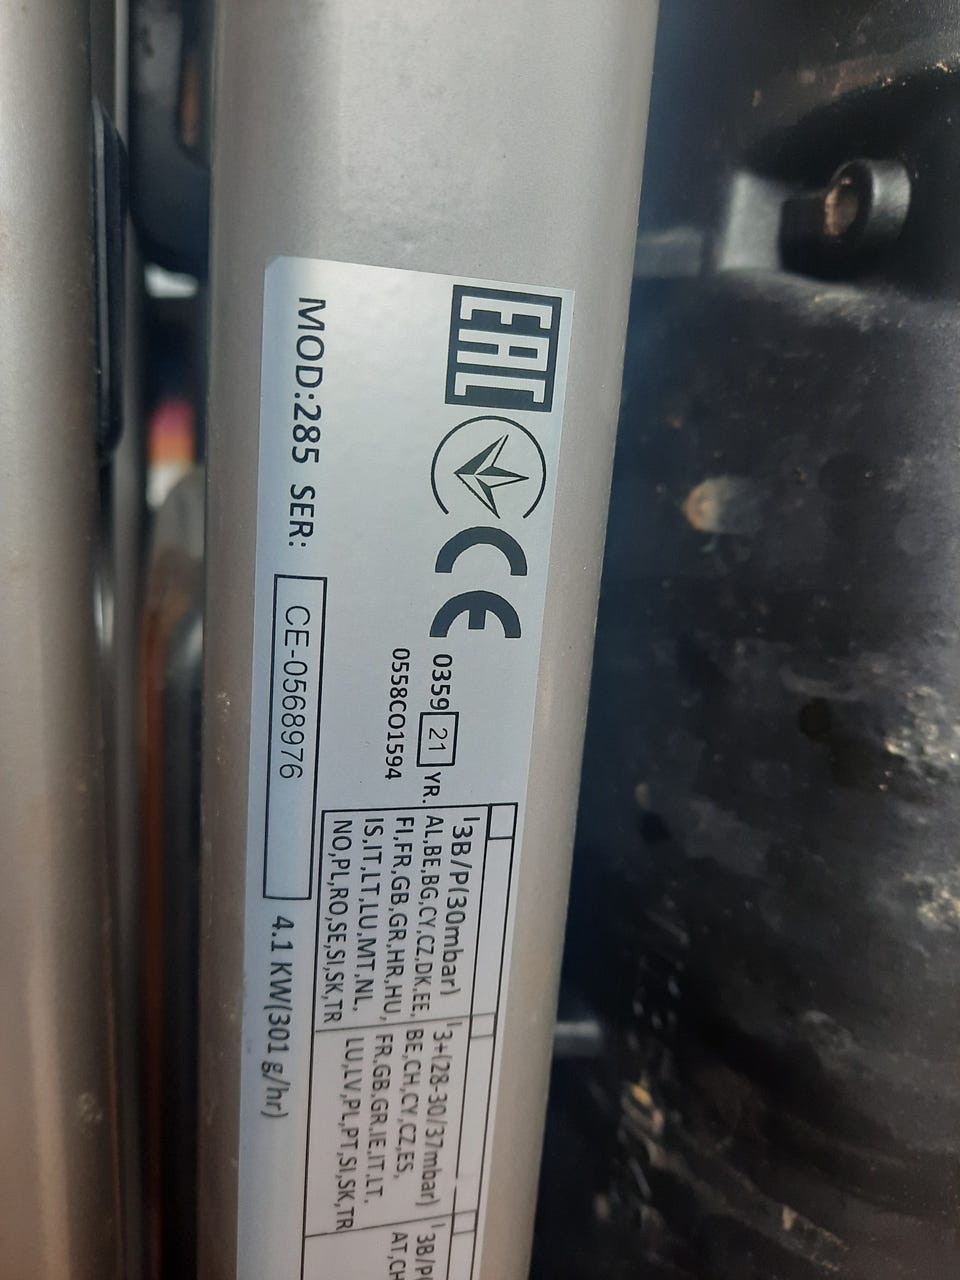 EAC
CE 0359 21 YR.
0558CO1594
MOD:285 SER: CE-0568976 4.1 KW(301 g/hr)
I3B/P(30mbar)
AL,BE,BG,CY,CZ,DK,EE,
FI,FR,GB,GR,HR,HU,
IS,IT,LT,LU,MT,NL,
NO,PL,RO,SE,SI,SK,TR
I3+(28-30/37mbar)
BE,CH,CY,CZ,ES,
FR,GB,GR,IE,IT,LT,
LU,LV,PL,PT,SI,SK,TR
I3B/P(
AT,CH